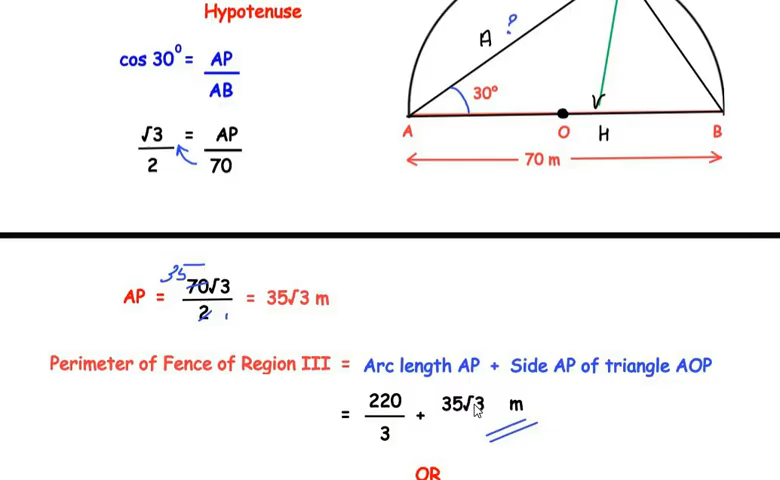 Hypotenuse
cos 30° = AP
AB
√3 = AP
2 70
A ?
30°
A O H B
70 m
35
AP = 70√3 = 35√3 m
2 1
Perimeter of Fence of Region III = Arc length AP + Side AP of triangle AOP
= 220 + 35√3 m
3
OR